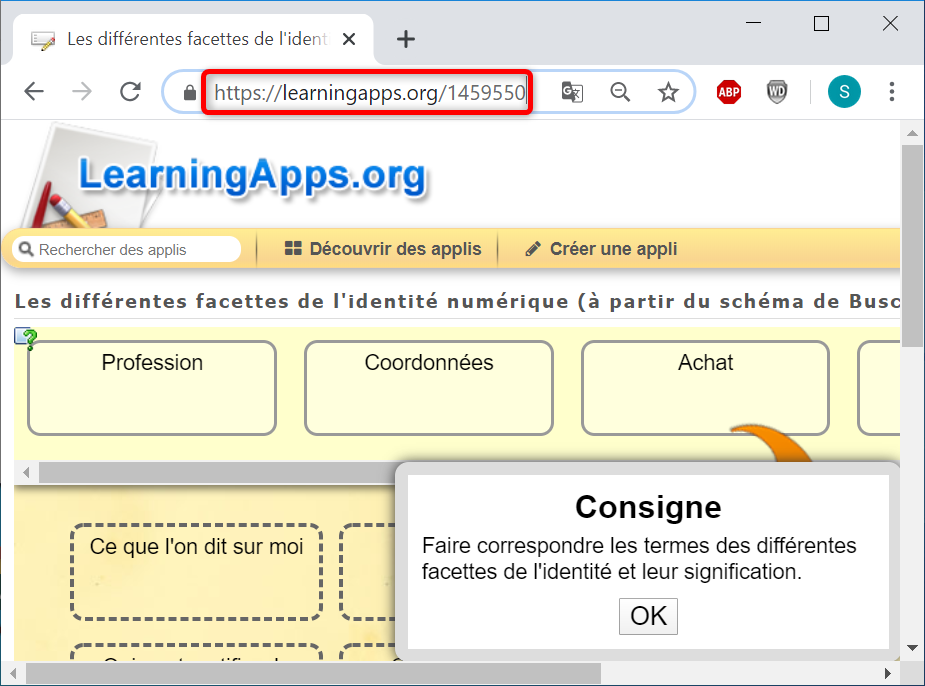 Les différentes facettes de l'ident
https://learningapps.org/1459550
ABP
WD
S
LearningApps.org
Rechercher des applis
Découvrir des applis
Créer une appli
Les différentes facettes de l'identité numérique (à partir du schéma de Busc
Profession
Coordonnées
Achat
Consigne
Faire correspondre les termes des différentes
facettes de l'identité et leur signification.
OK
Ce que l'on dit sur moi